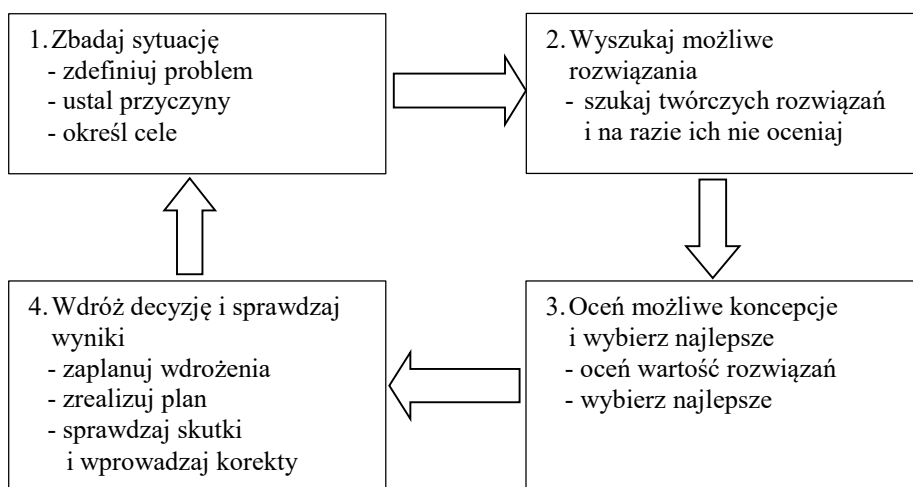 1. Zbadaj sytuację
- zdefiniuj problem
- ustal przyczyny
- określ cele
2. Wyszukaj możliwe
rozwiązania
- szukaj twórczych rozwiązań
i na razie ich nie oceniaj
3. Oceń możliwe koncepcje
i wybierz najlepsze
- oceń wartość rozwiązań
- wybierz najlepsze
4. Wdróż decyzję i sprawdzaj
wyniki
- zaplanuj wdrożenia
- zrealizuj plan
- sprawdzaj skutki
i wprowadzaj korekty